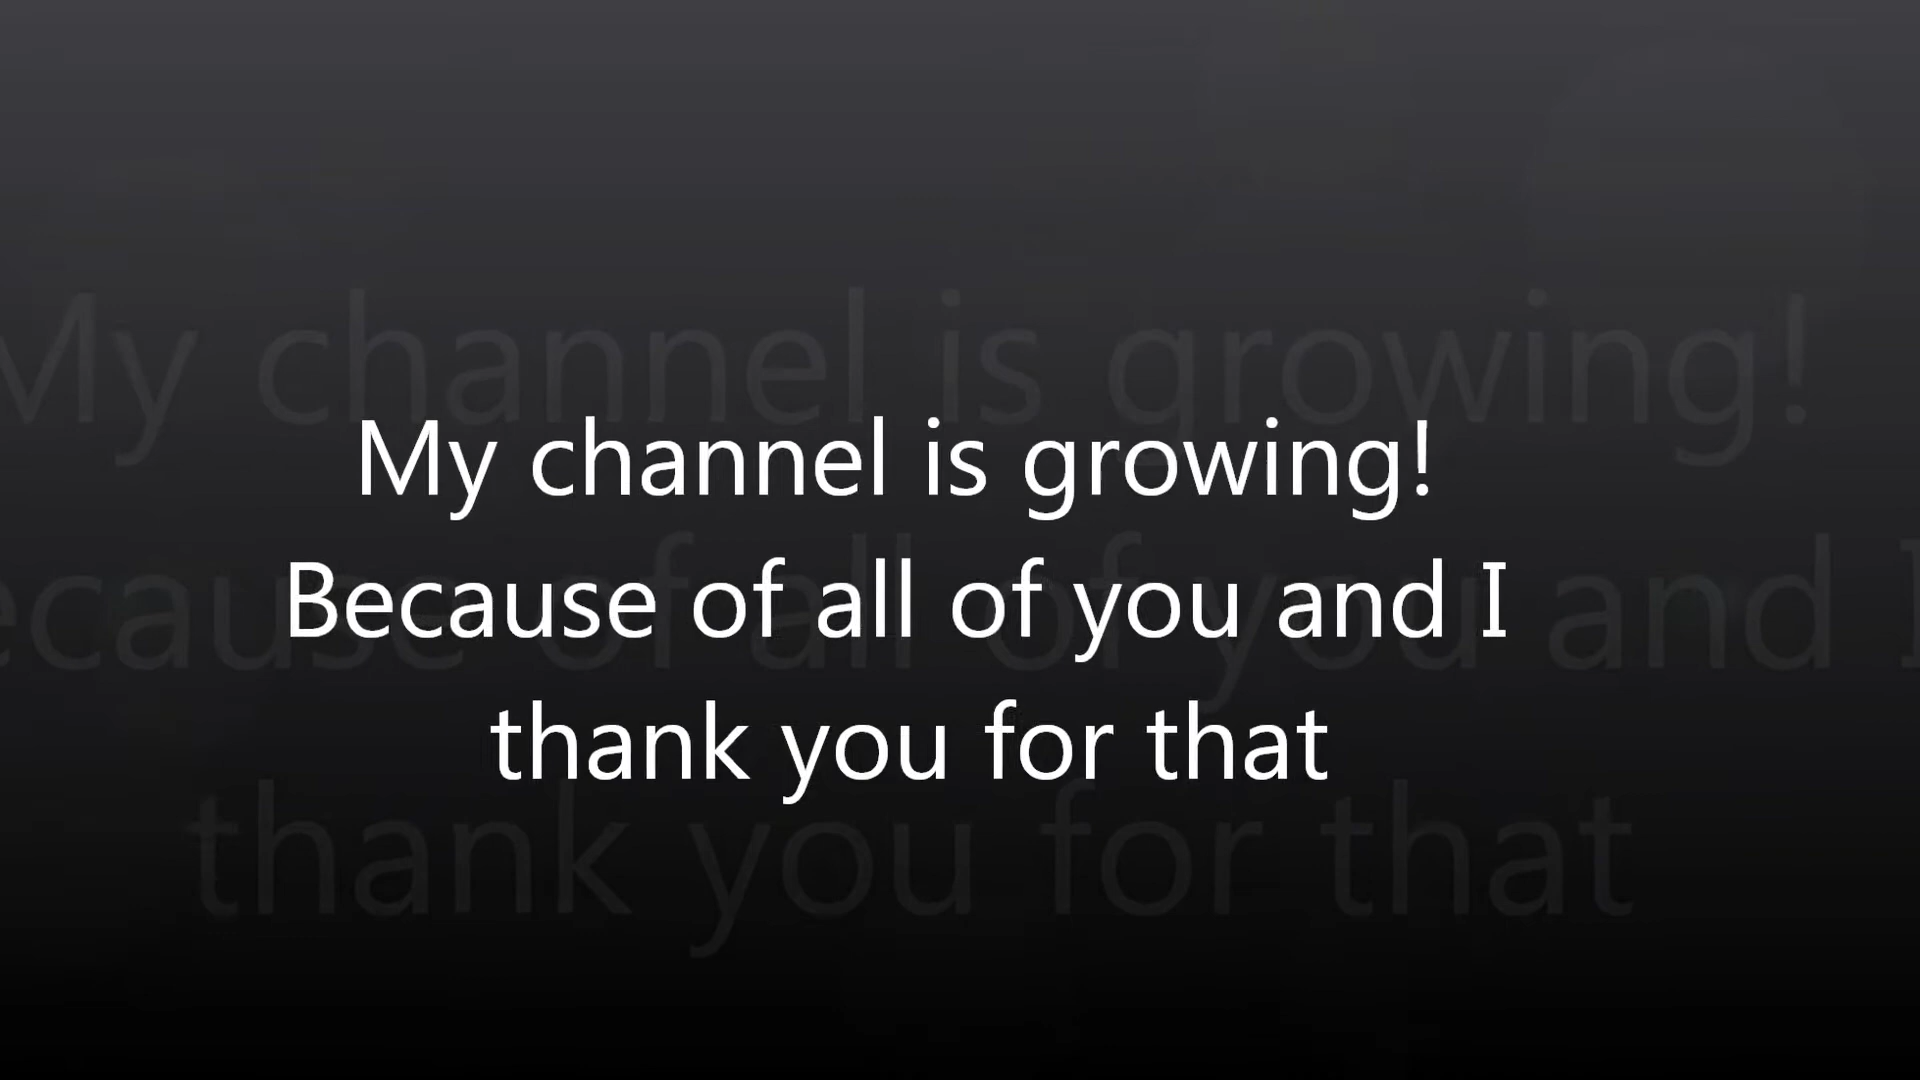 My channel is growing!
Because of all of you and I
thank you for that